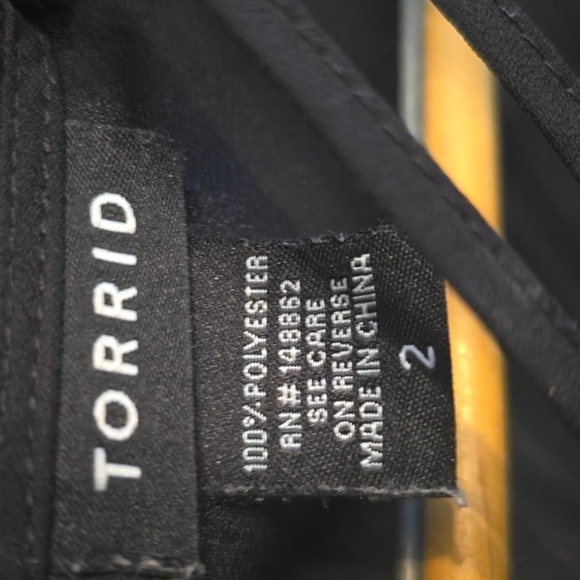 TORRID
100% POLYESTER
RN# 148862
SEE CARE
ON REVERSE
MADE IN CHINA
2